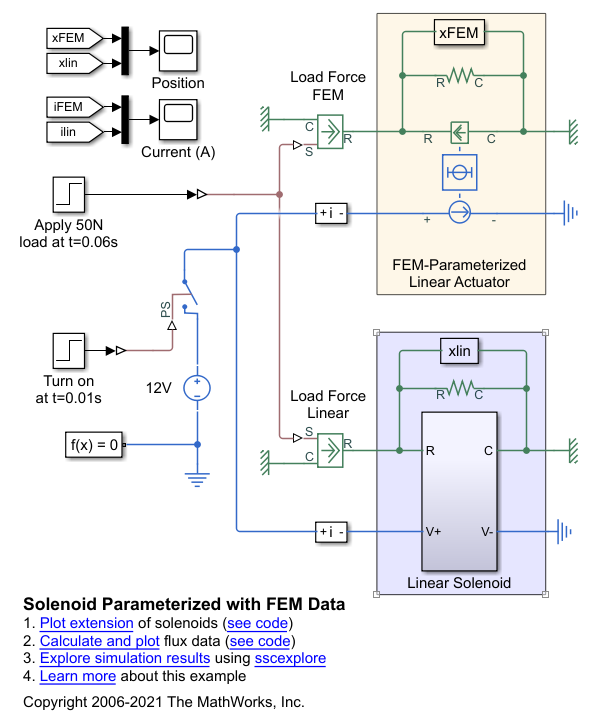 xFEM
xlin
Position
iFEM
ilin
Current (A)
Load Force
FEM
C
S
R
xFEM
R C
R C
+ -
FEM-Parameterized
Linear Actuator
Apply 50N
load at t=0.06s
+ i -
PS
Turn on
at t=0.01s
12V
f(x) = 0
Load Force
Linear
S
C
R
xlin
R C
R C
V+ V-
+ i -
Linear Solenoid
Solenoid Parameterized with FEM Data
1. Plot extension of solenoids (see code)
2. Calculate and plot flux data (see code)
3. Explore simulation results using sscexplore
4. Learn more about this example
Copyright 2006-2021 The MathWorks, Inc.